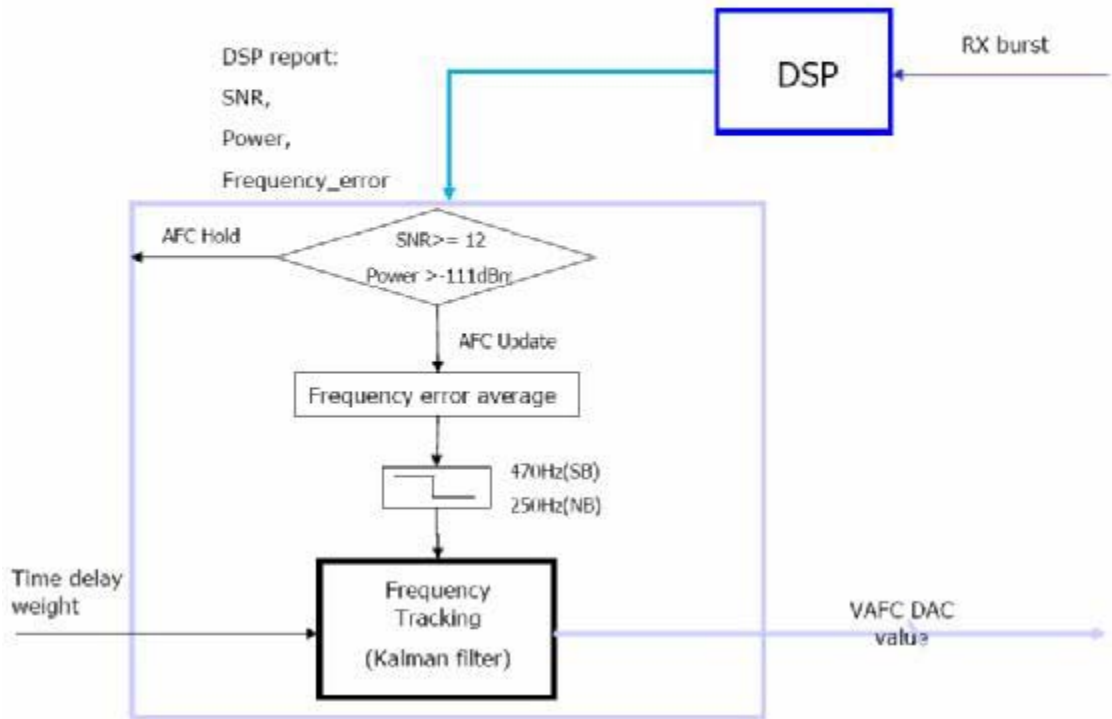 RX burst
DSP
DSP report:
SNR,
Power,
Frequency_error
AFC Hold
SNR>= 12
Power >-111dBm
AFC Update
Frequency error average
470Hz(SB)
250Hz(NB)
Time delay
weight
Frequency
Tracking
(Kalman filter)
VAFC DAC
value